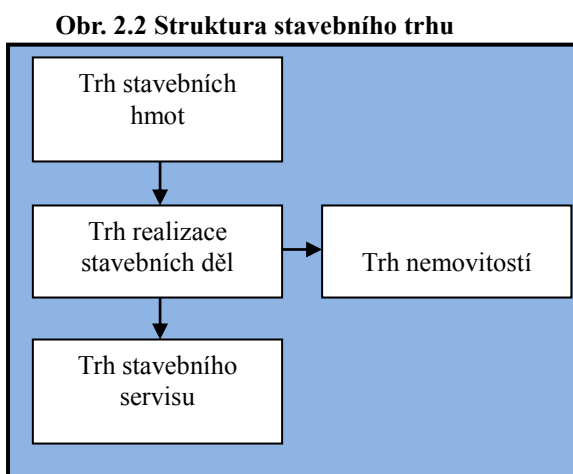 Obr. 2.2 Struktura stavebního trhu
Trh stavebních
hmot
Trh realizace
stavebních děl
Trh nemovitostí
Trh stavebního
servisu